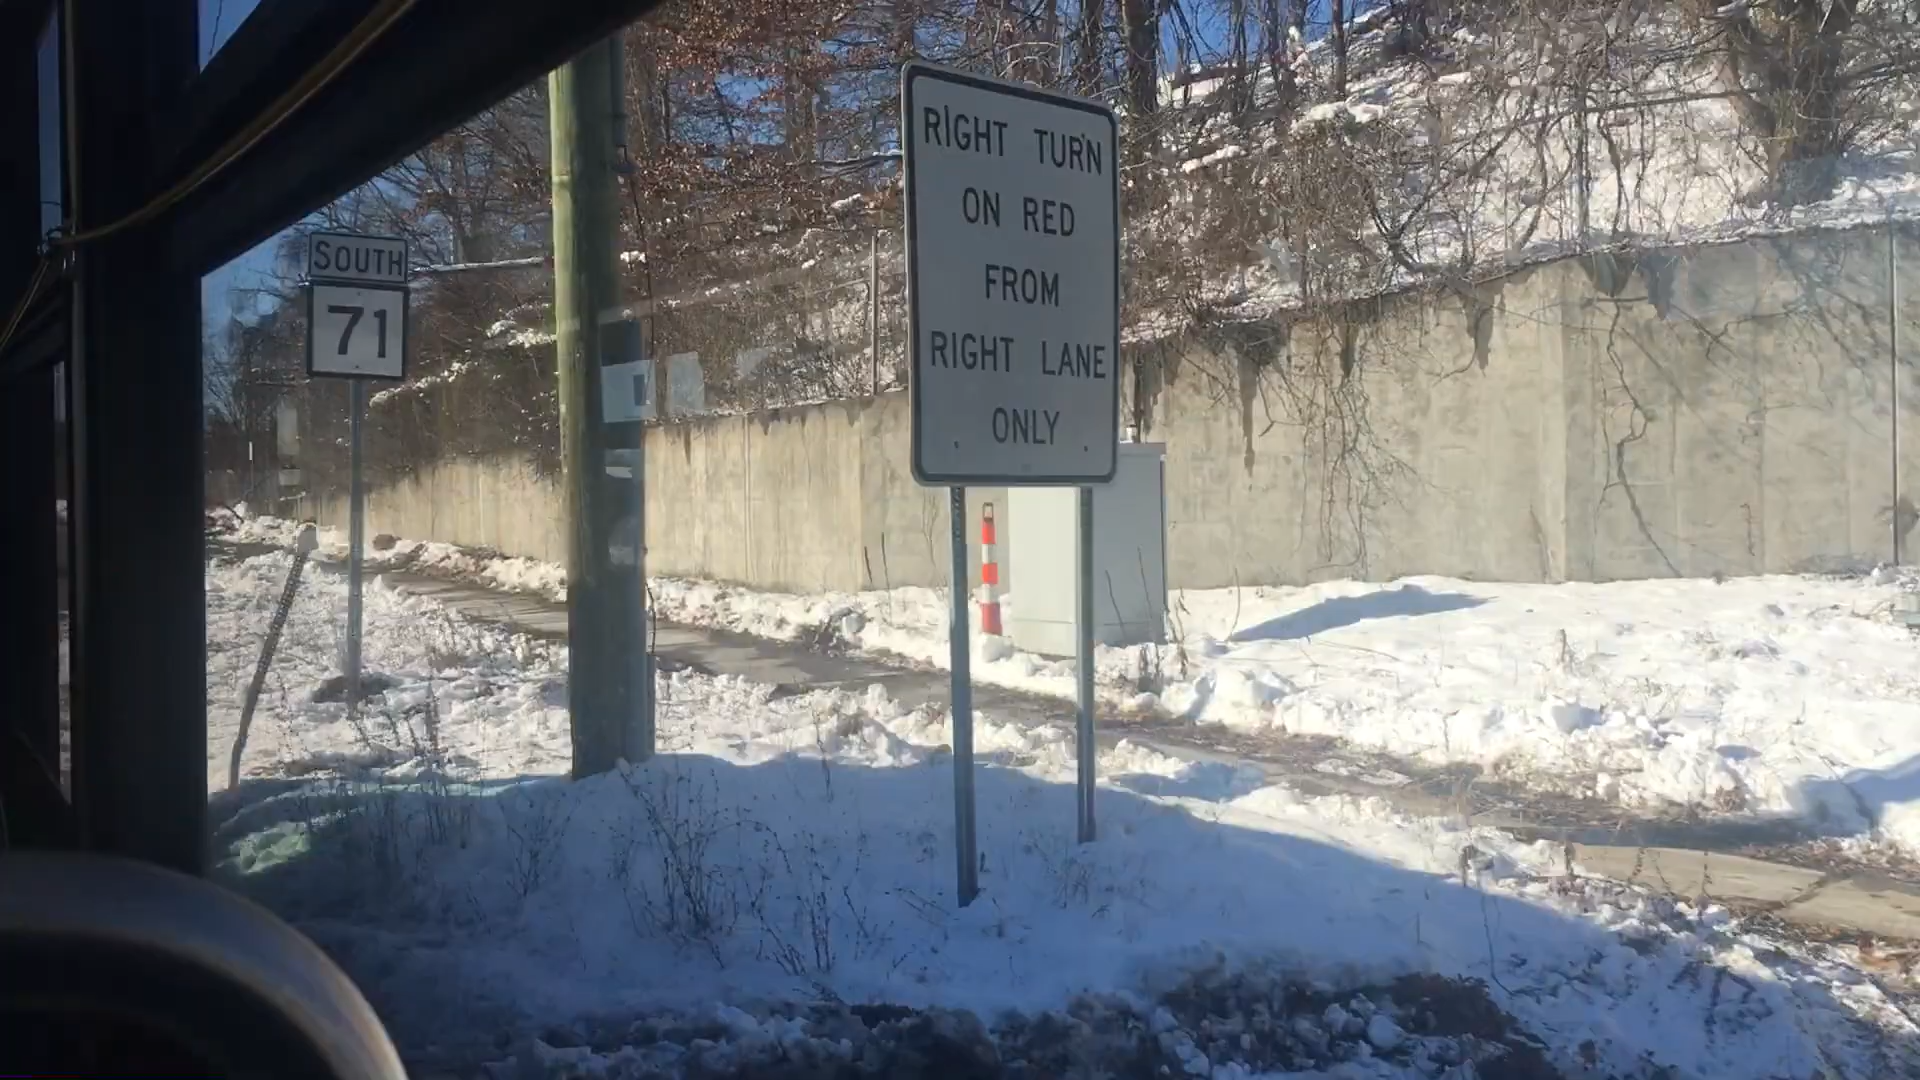 SOUTH
71
RIGHT TURN
ON RED
FROM
RIGHT LANE
ONLY